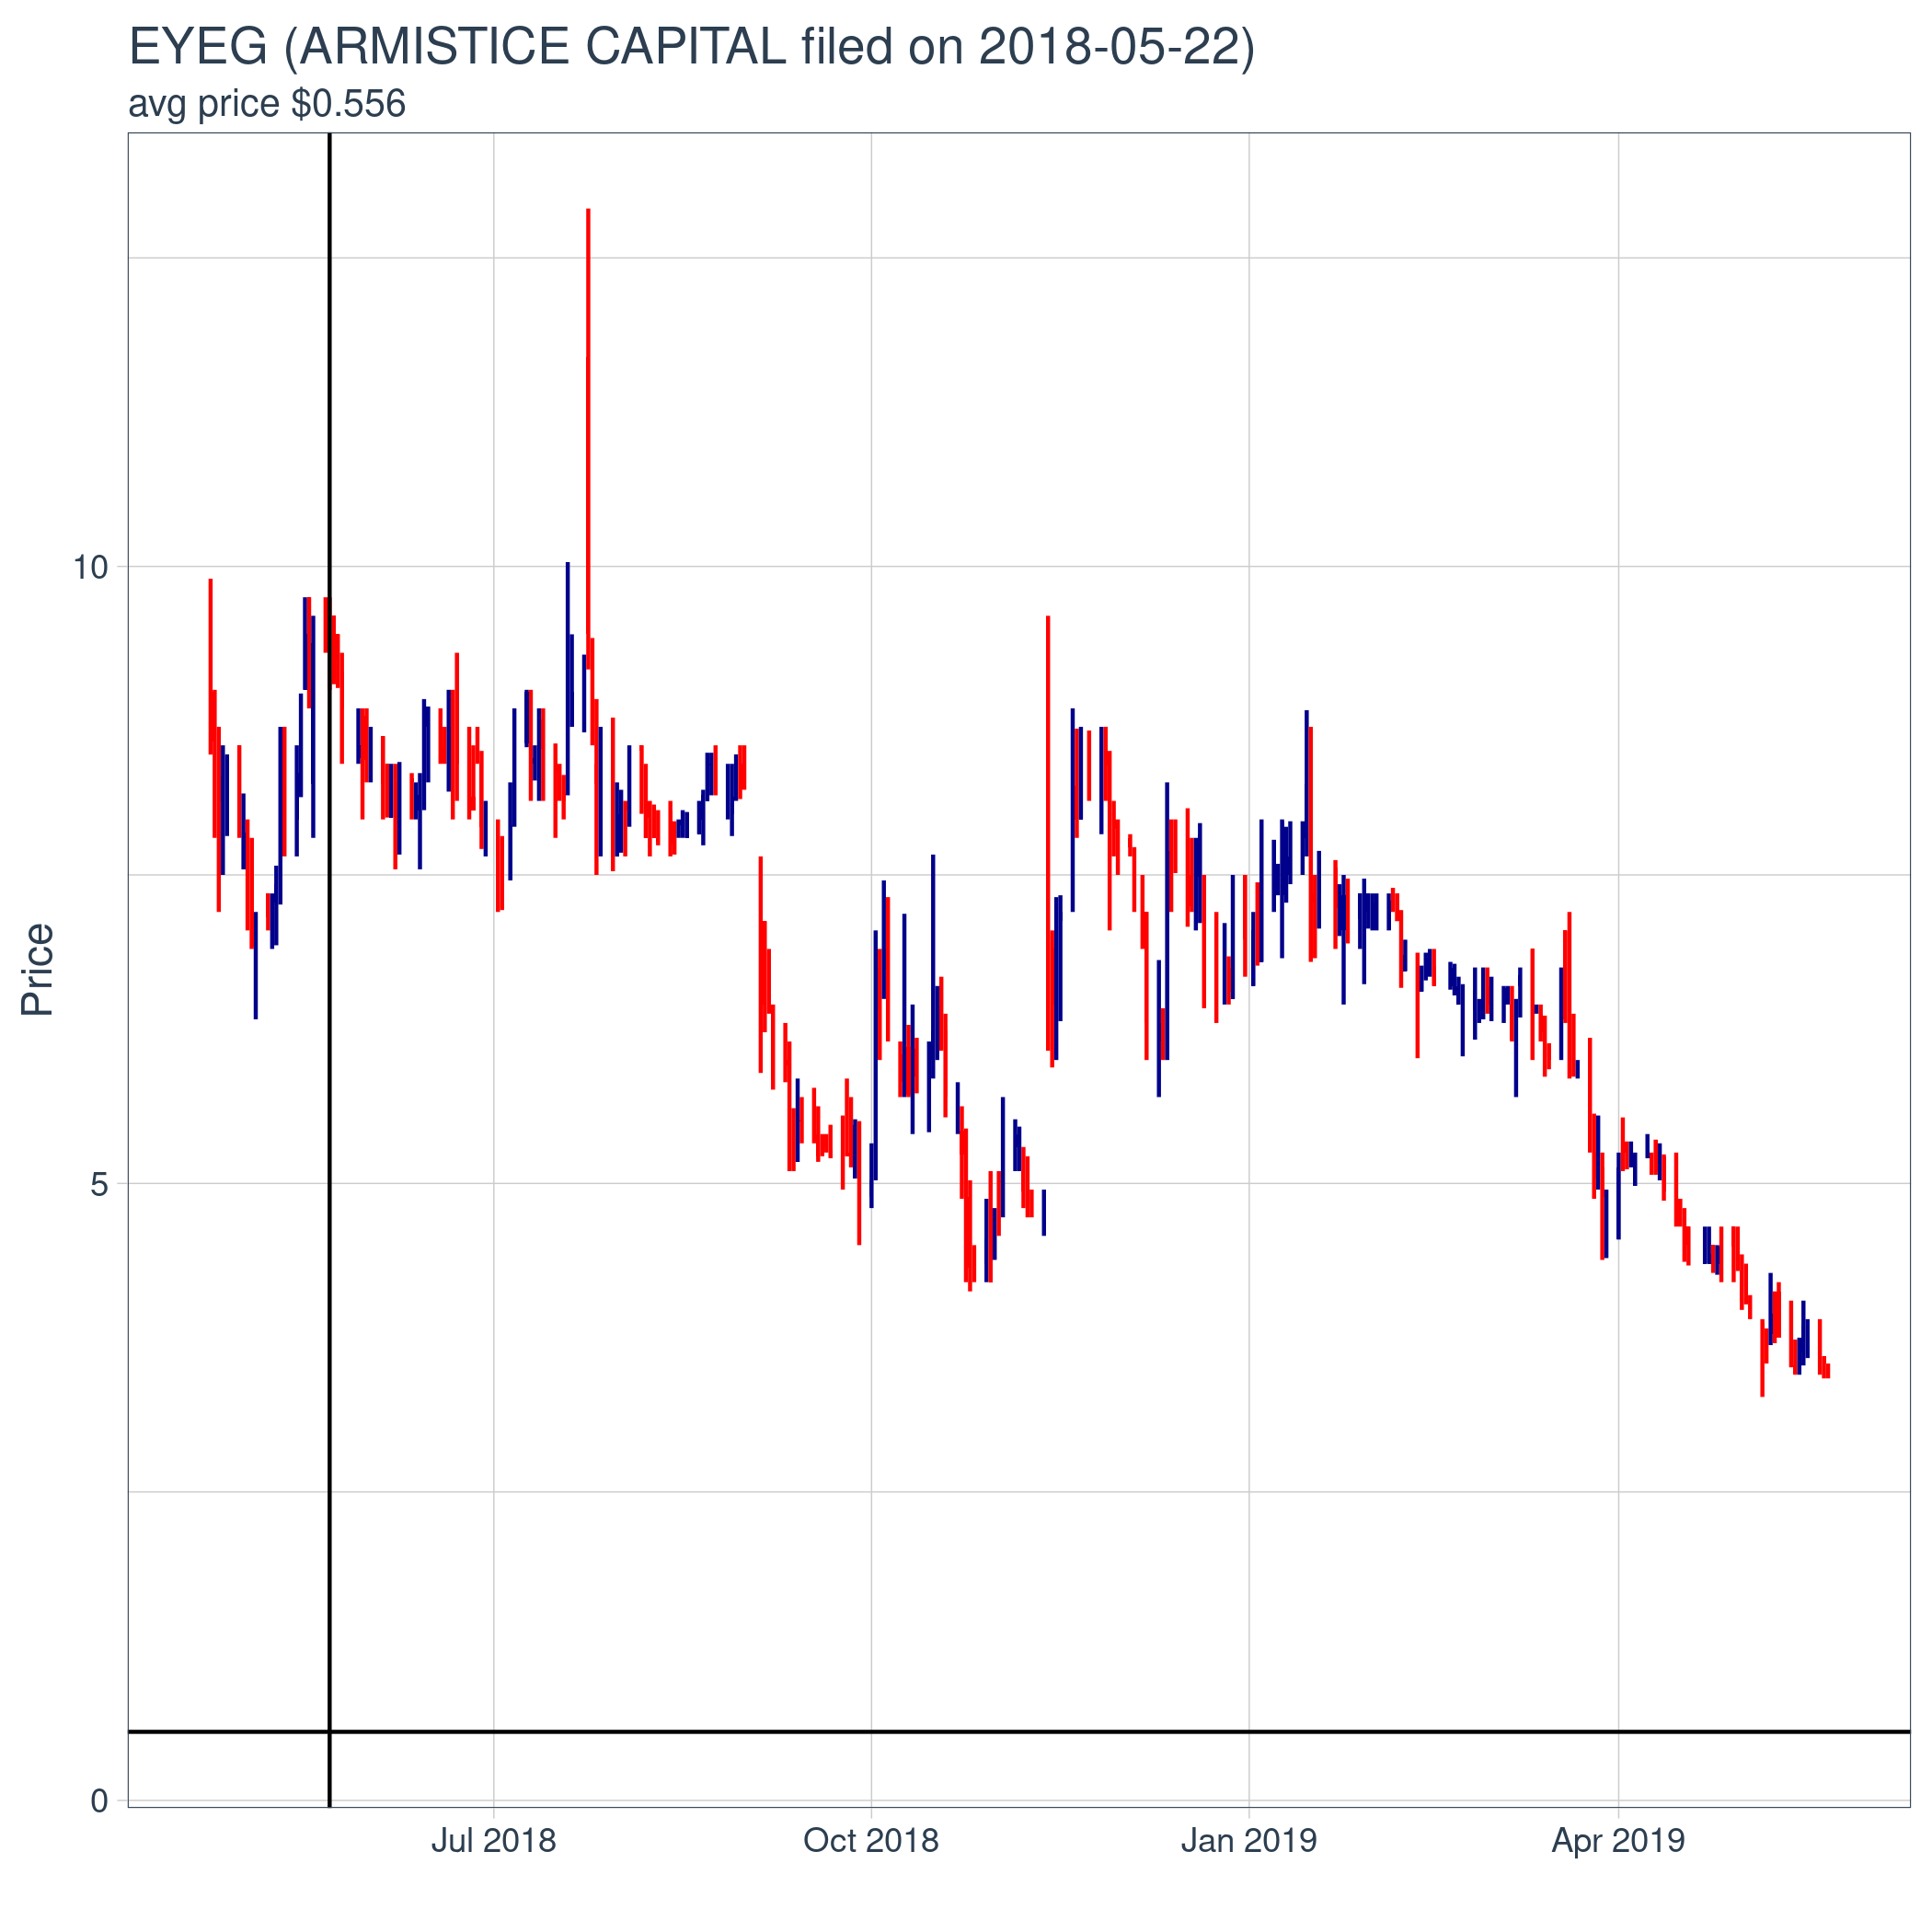 EYEG (ARMISTICE CAPITAL filed on 2018-05-22)
avg price $0.556
Price
10
5
0
Jul 2018
Oct 2018
Jan 2019
Apr 2019